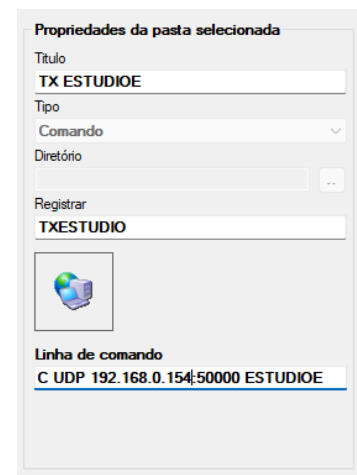 Propriedades da pasta selecionada
Titulo
TX ESTUDIOE
Tipo
Comando
Diretório
..
Registrar
TXESTUDIO
Linha de comando
C UDP 192.168.0.154:50000 ESTUDIOE